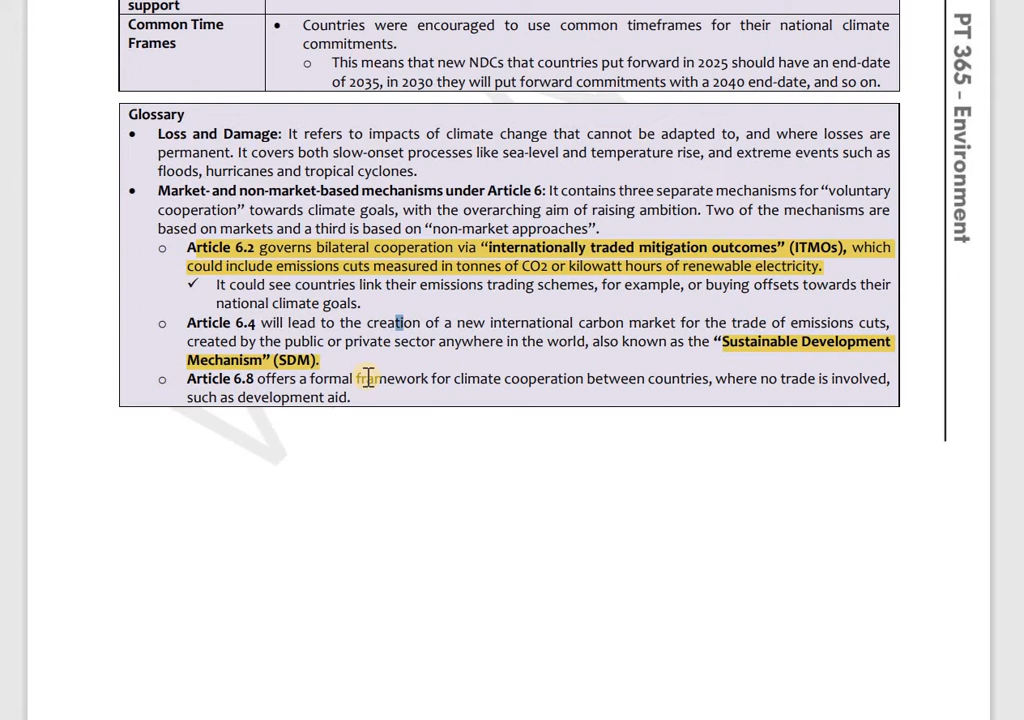 support
Common Time
Frames
• Countries were encouraged to use common timeframes for their national climate
commitments.
o This means that new NDCs that countries put forward in 2025 should have an end-date
of 2035, in 2030 they will put forward commitments with a 2040 end-date, and so on.
Glossary
• Loss and Damage: It refers to impacts of climate change that cannot be adapted to, and where losses are
permanent. It covers both slow-onset processes like sea-level and temperature rise, and extreme events such as
floods, hurricanes and tropical cyclones.
• Market- and non-market-based mechanisms under Article 6: It contains three separate mechanisms for “voluntary
cooperation” towards climate goals, with the overarching aim of raising ambition. Two of the mechanisms are
based on markets and a third is based on “non-market approaches”.
o Article 6.2 governs bilateral cooperation via “internationally traded mitigation outcomes” (ITMOs), which
could include emissions cuts measured in tonnes of CO2 or kilowatt hours of renewable electricity.
✓ It could see countries link their emissions trading schemes, for example, or buying offsets towards their
national climate goals.
o Article 6.4 will lead to the creation of a new international carbon market for the trade of emissions cuts,
created by the public or private sector anywhere in the world, also known as the “Sustainable Development
Mechanism” (SDM).
o Article 6.8 offers a formal framework for climate cooperation between countries, where no trade is involved,
such as development aid.
PT 365 - Environment